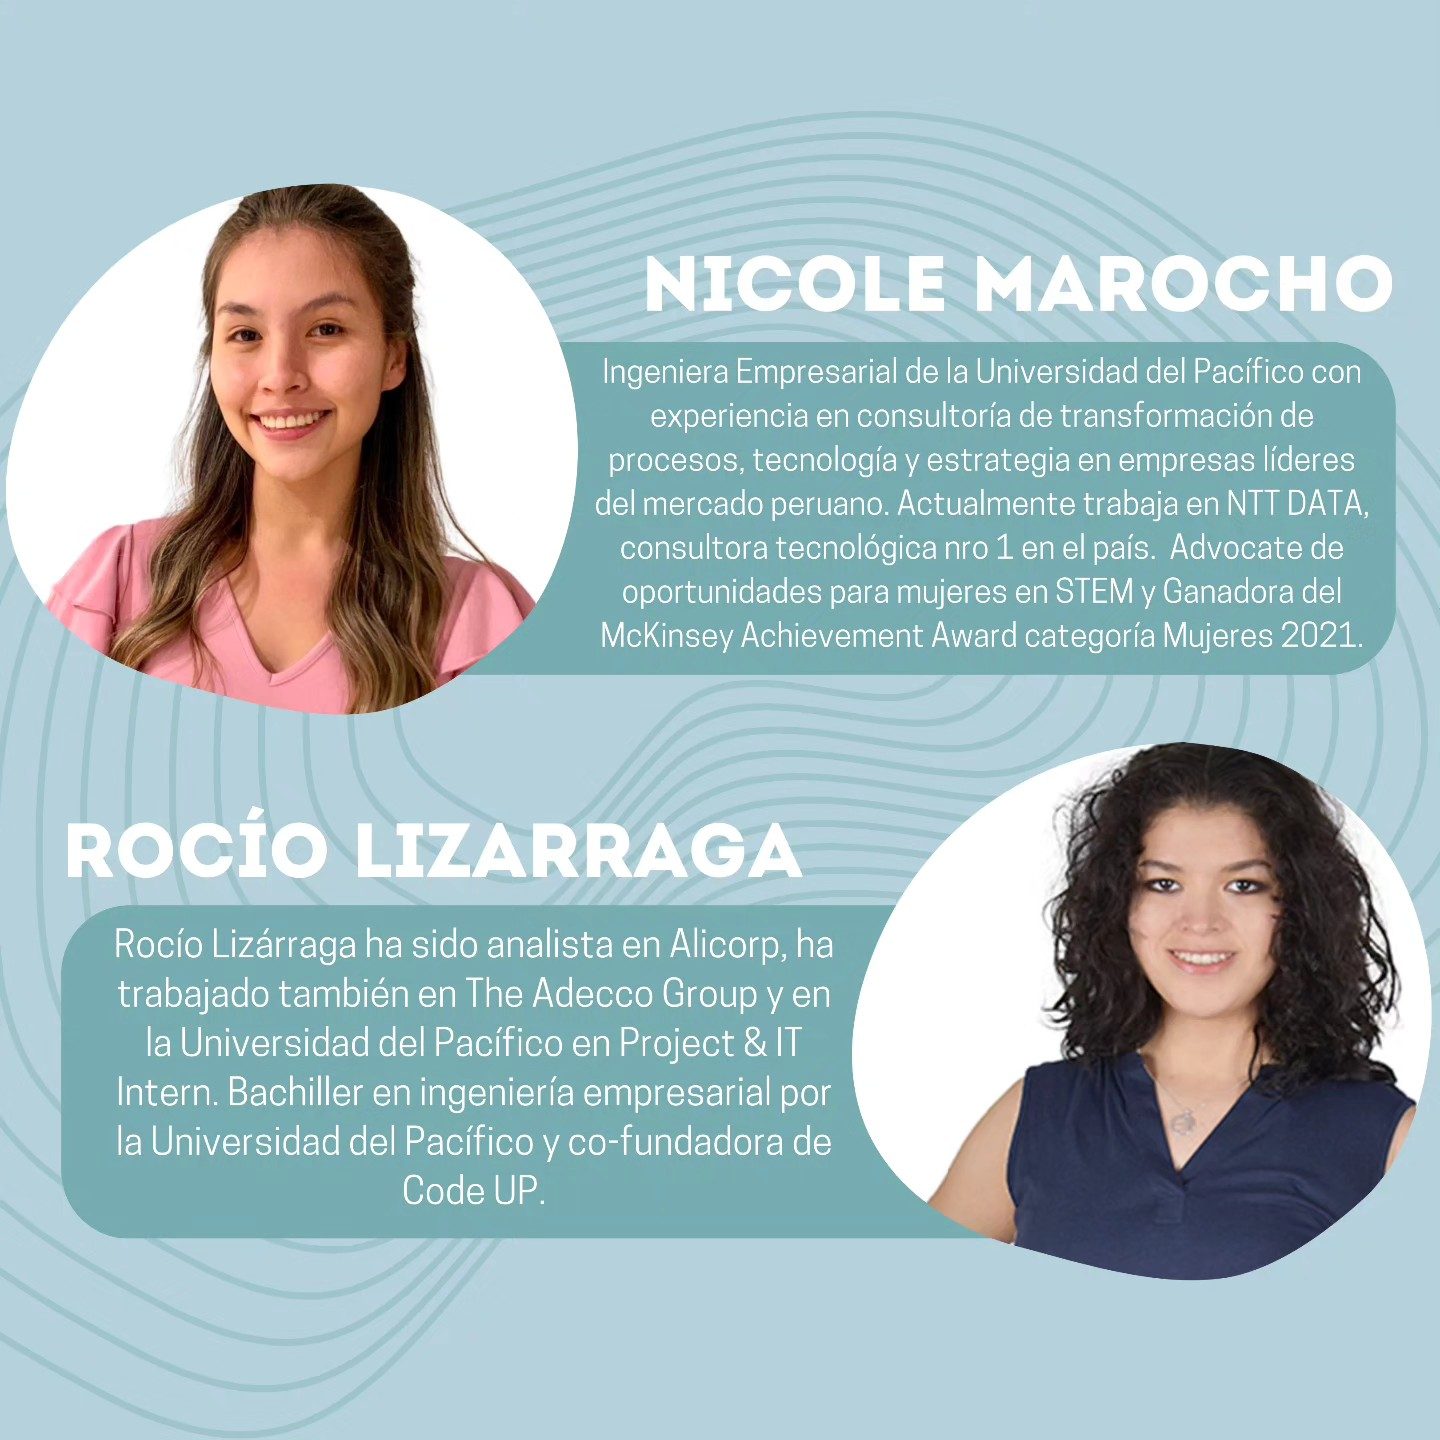 NICOLE MAROCHO
Ingeniera Empresarial de la Universidad del Pacífico con
experiencia en consultoría de transformación de
procesos, tecnología y estrategia en empresas líderes
del mercado peruano. Actualmente trabaja en NTT DATA,
consultora tecnológica nro 1 en el país. Advocate de
oportunidades para mujeres en STEM y Ganadora del
McKinsey Achievement Award categoría Mujeres 2021.
ROCÍO LIZARRAGA
Rocío Lizárraga ha sido analista en Alicorp, ha
trabajado también en The Adecco Group y en
la Universidad del Pacífico en Project & IT
Intern. Bachiller en ingeniería empresarial por
la Universidad del Pacífico y co-fundadora de
Code UP.